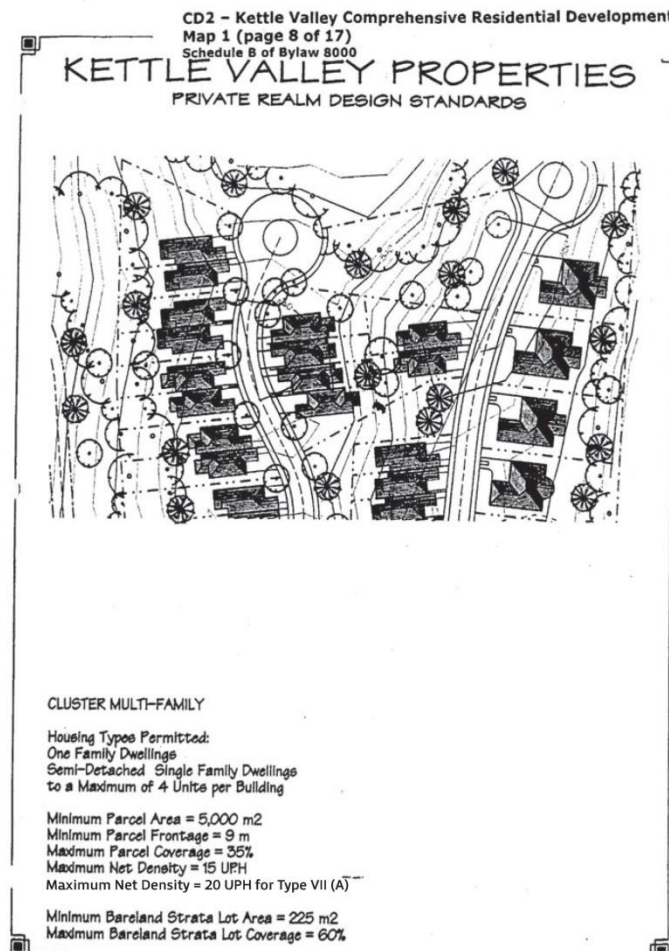 CD2 – Kettle Valley Comprehensive Residential Development
Map 1 (page 8 of 17)
Schedule B of Bylaw 8000
KETTLE VALLEY PROPERTIES
PRIVATE REALM DESIGN STANDARDS
CLUSTER MULTI-FAMILY
Housing Types Permitted:
One Family Dwellings
Semi-Detached Single Family Dwellings
to a Maximum of 4 Units per Building
Minimum Parcel Area = 5,000 m2
Minimum Parcel Frontage = 9 m
Maximum Parcel Coverage = 35%
Maximum Net Density = 15 UPH
Maximum Net Density = 20 UPH for Type VII (A)
Minimum Bareland Strata Lot Area = 225 m2
Maximum Bareland Strata Lot Coverage = 60%